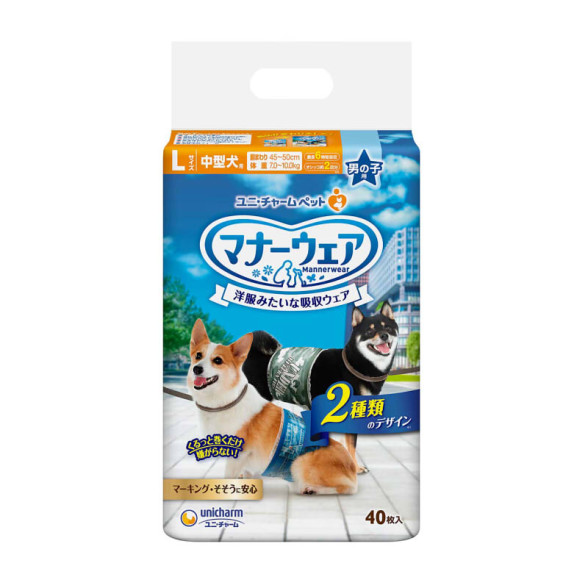 L サイズ
中型犬用
胴まわり 45~50cm
体重 7.0~10.0kg
男の子用
ユニ・チャーム ペット
マナーウェア
Mannerwear
洋服みたいな吸収ウェア
2種類
のデザイン
くるっと巻くだけ
嫌がらない!
マーキング・そそうに安心
unicharm
ユニ・チャーム
40枚入